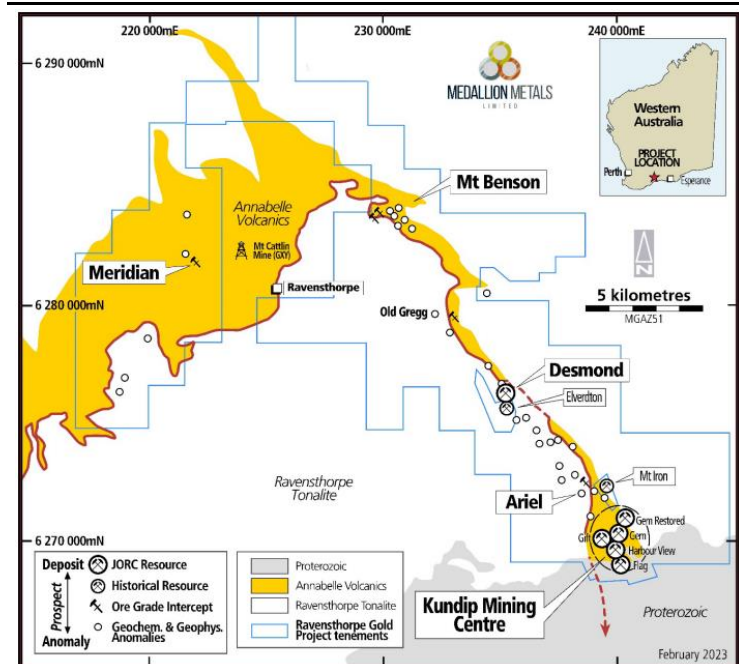 220 000mE
230 000mE
240 000mE
6 290 000mN
MEDALLION METALS
LIMITED
Western
Australia
PROJECT
LOCATION
Perth
Esperance
Mt Benson
Annabelle
Volcanics
Mt Cattlin
Mine (GXY)
Meridian
Ravensthorpe
N
6 280 000mN
5 kilometres
MGAZ51
Old Gregg
Desmond
Elverdton
Ravensthorpe
Tonalite
Mt Iron
Ariel
6 270 000mN
Gem Restored
Gift
Gem
Harbour View
Flag
Kundip Mining
Centre
Proterozoic
Deposit
JORC Resource
Historical Resource
Prospect
Ore Grade Intercept
Geochem. & Geophys.
Anomalies
Anomaly
Proterozoic
Annabelle Volcanics
Ravensthorpe Tonalite
Ravensthorpe Gold
Project tenements
February 2023